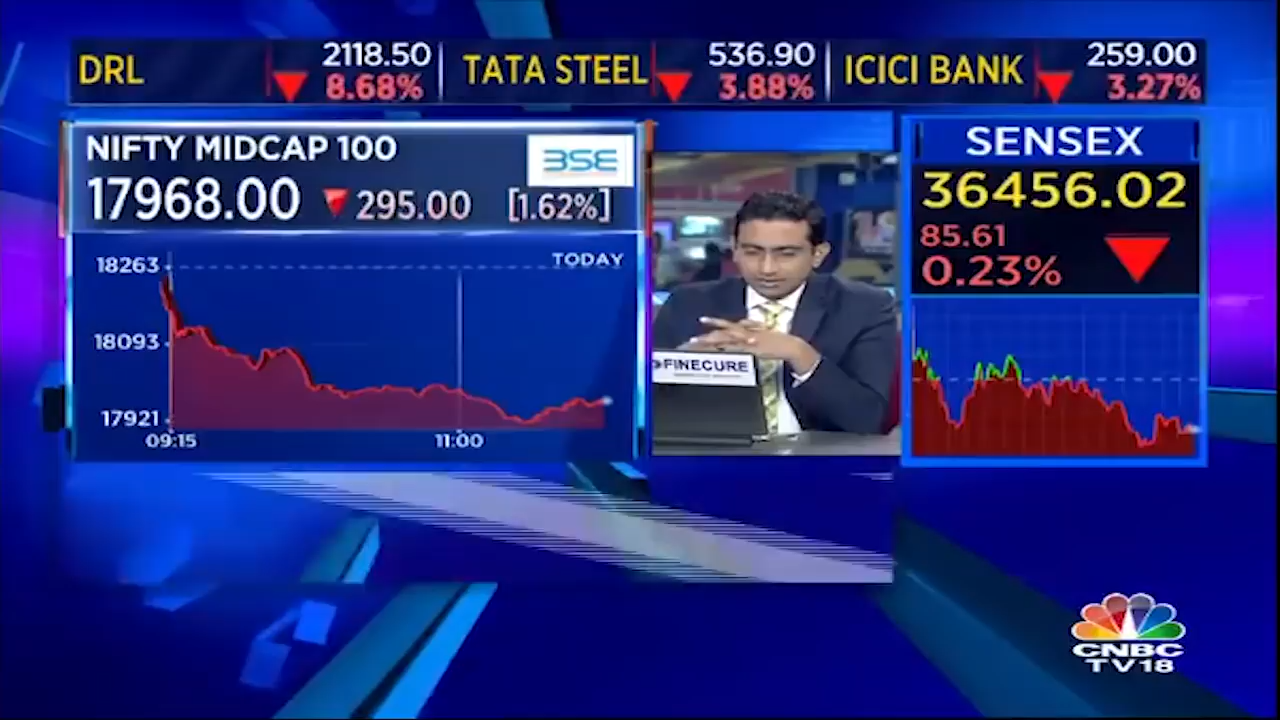 DRL 2118.50 8.68% TATA STEEL 536.90 3.88% ICICI BANK 259.00 3.27%
NIFTY MIDCAP 100
BSE
17968.00 295.00 [1.62%]
TODAY
18263
18093
17921
09:15 11:00
FINECURE
SENSEX
36456.02
85.61
0.23%
CNBC
TV18